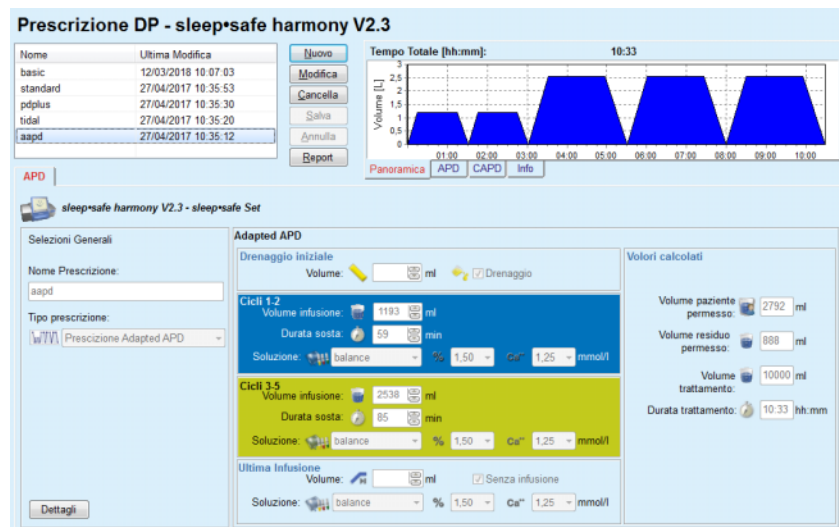 Prescrizione DP - sleep•safe harmony V2.3
Nome Ultima Modifica
basic 12/03/2018 10:07:03
standard 27/04/2017 10:35:53
pdplus 27/04/2017 10:35:30
tidal 27/04/2017 10:35:20
aapd 27/04/2017 10:35:12
Nuovo
Modifica
Cancella
Salva
Annulla
Report
Tempo Totale [hh:mm]: 10:33
Volume [L]
3
2,5
2
1,5
1
0,5
0
01:00 02:00 03:00 04:00 05:00 06:00 07:00 08:00 09:00 10:00
Panoramica APD CAPD Info
APD
sleep•safe harmony V2.3 - sleep•safe Set
Selezioni Generali
Nome Prescrizione:
aapd
Tipo prescrizione:
Prescizione Adapted APD
Dettagli
Adapted APD
Drenaggio iniziale
Volume: ml Drenaggio
Cicli 1-2
Volume infusione: 1193 ml
Durata sosta: 59 min
Soluzione: balance % 1,50 Ca⁺⁺ 1,25 mmol/l
Cicli 3-5
Volume infusione: 2538 ml
Durata sosta: 85 min
Soluzione: balance % 1,50 Ca⁺⁺ 1,25 mmol/l
Ultima Infusione
Volume: ml Senza infusione
Soluzione: balance % 1,50 Ca⁺⁺ 1,25 mmol/l
Volori calcolati
Volume paziente permesso: 2792 ml
Volume residuo permesso: 888 ml
Volume trattamento: 10000 ml
Durata trattamento: 10:33 hh:mm